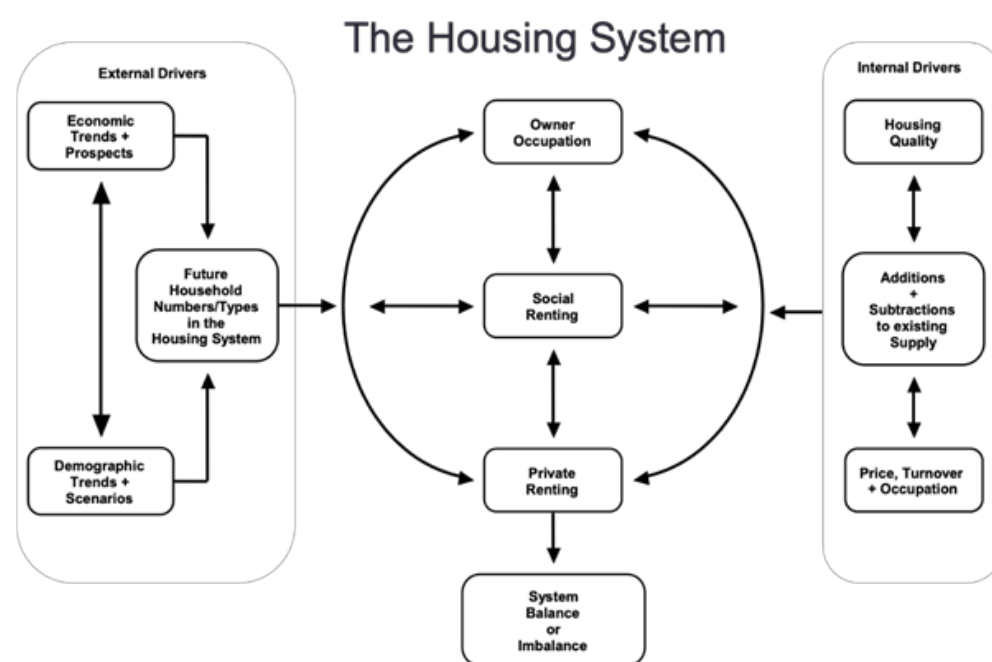 The Housing System
External Drivers
Economic
Trends +
Prospects
Future
Household
Numbers/Types
in the
Housing System
Demographic
Trends +
Scenarios
Owner
Occupation
Social
Renting
Private
Renting
System
Balance
or
Imbalance
Internal Drivers
Housing
Quality
Additions
+
Subtractions
to existing
Supply
Price, Turnover
+ Occupation